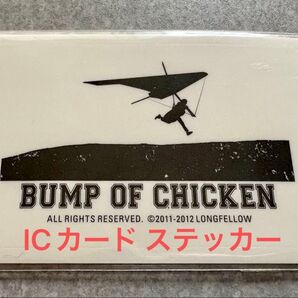 BUMP OF CHICKEN
ALL RIGHTS RESERVED. ©2011-2012 LONGFELLOW
ICカード ステッカー